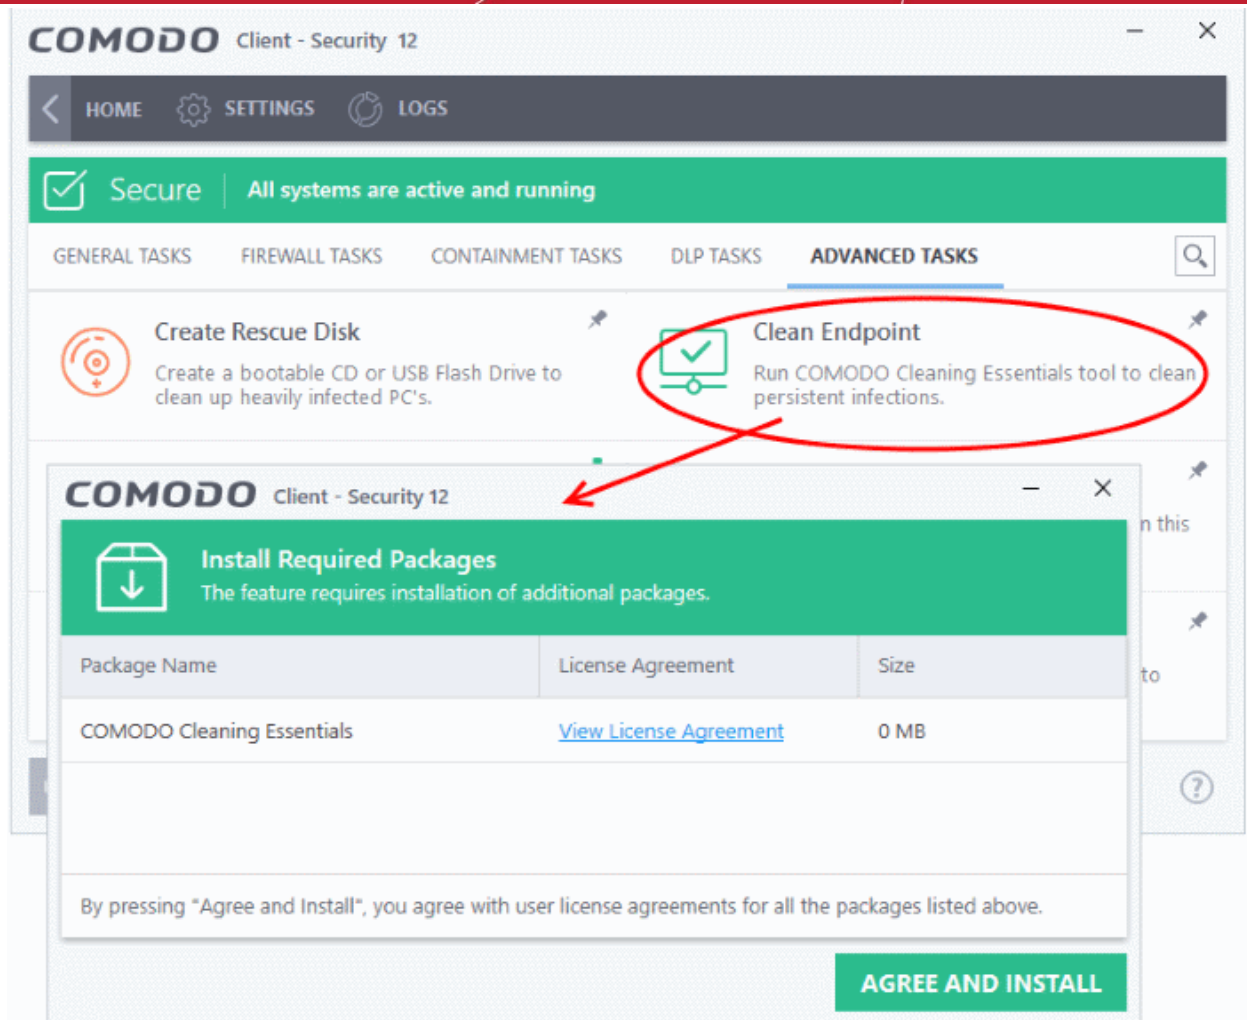 COMODO Client - Security 12
HOME SETTINGS LOGS
Secure All systems are active and running
GENERAL TASKS FIREWALL TASKS CONTAINMENT TASKS DLP TASKS ADVANCED TASKS
Create Rescue Disk
Create a bootable CD or USB Flash Drive to
clean up heavily infected PC's.
Clean Endpoint
Run COMODO Cleaning Essentials tool to clean
persistent infections.
n this
to
?
COMODO Client - Security 12
Install Required Packages
The feature requires installation of additional packages.
Package Name License Agreement Size
COMODO Cleaning Essentials View License Agreement 0 MB
By pressing "Agree and Install", you agree with user license agreements for all the packages listed above.
AGREE AND INSTALL